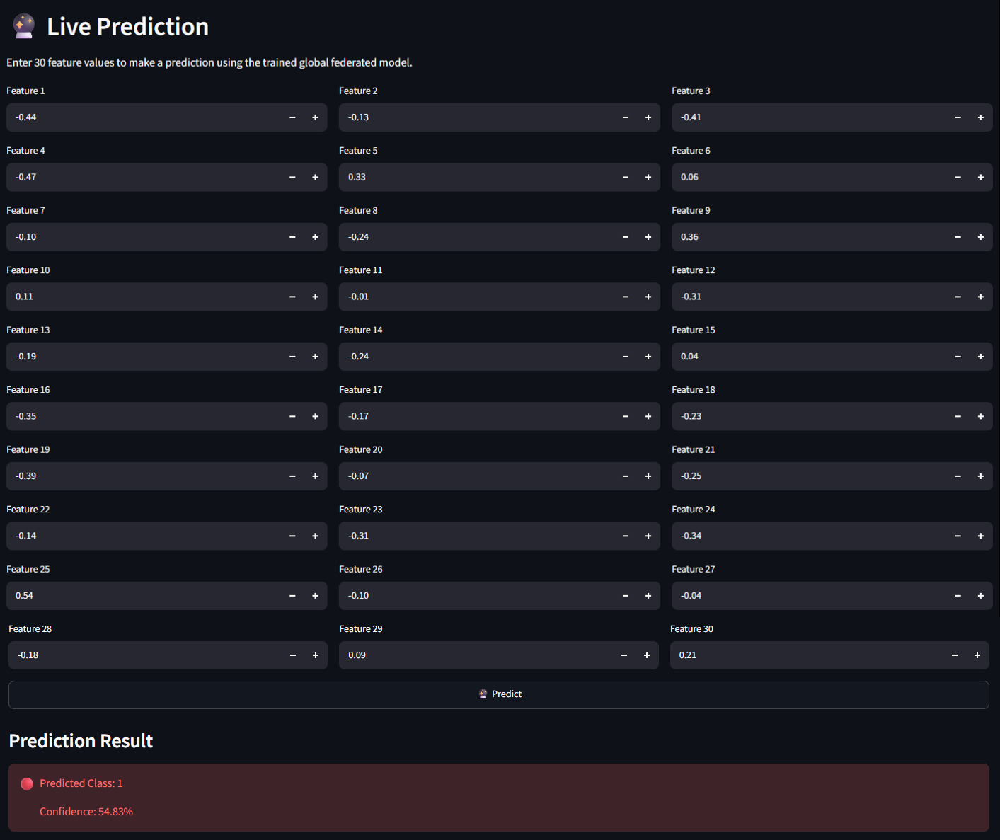 Live Prediction
Enter 30 feature values to make a prediction using the trained global federated model.
Feature 1 Feature 2 Feature 3
-0.44 − + -0.13 − + -0.41 − +
Feature 4 Feature 5 Feature 6
-0.47 − + 0.33 − + 0.06 − +
Feature 7 Feature 8 Feature 9
-0.10 − + -0.24 − + 0.36 − +
Feature 10 Feature 11 Feature 12
0.11 − + -0.01 − + -0.31 − +
Feature 13 Feature 14 Feature 15
-0.19 − + -0.24 − + 0.04 − +
Feature 16 Feature 17 Feature 18
-0.35 − + -0.17 − + -0.23 − +
Feature 19 Feature 20 Feature 21
-0.39 − + -0.07 − + -0.25 − +
Feature 22 Feature 23 Feature 24
-0.14 − + -0.31 − + -0.34 − +
Feature 25 Feature 26 Feature 27
0.54 − + -0.10 − + -0.04 − +
Feature 28 Feature 29 Feature 30
-0.18 − + 0.09 − + 0.21 − +
Predict
Prediction Result
Predicted Class: 1
Confidence: 54.83%